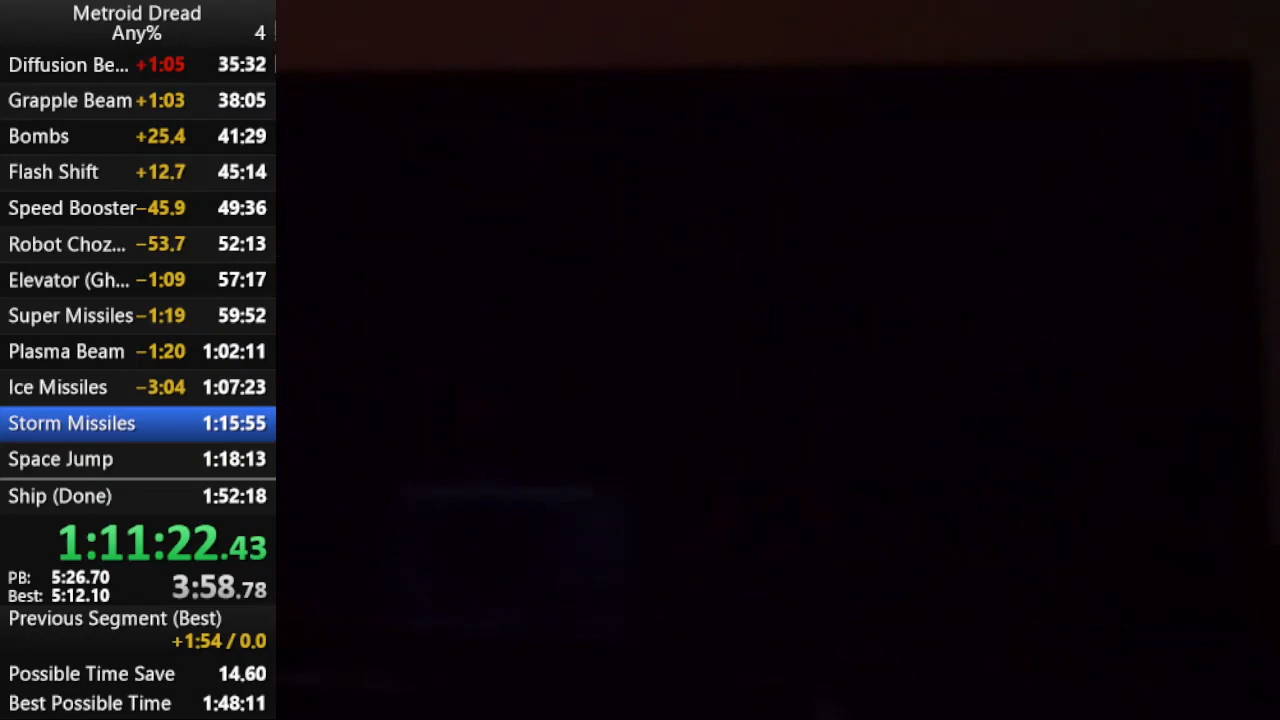 Metroid Dread
Any% 4
Diffusion Be... +1:05 35:32
Grapple Beam +1:03 38:05
Bombs +25.4 41:29
Flash Shift +12.7 45:14
Speed Booster −45.9 49:36
Robot Choz... −53.7 52:13
Elevator (Gh... −1:09 57:17
Super Missiles −1:19 59:52
Plasma Beam −1:20 1:02:11
Ice Missiles −3:04 1:07:23
Storm Missiles 1:15:55
Space Jump 1:18:13
Ship (Done) 1:52:18
1:11:22.43
PB: 5:26.70 3:58.78
Best: 5:12.10
Previous Segment (Best)
+1:54 / 0.0
Possible Time Save 14.60
Best Possible Time 1:48:11